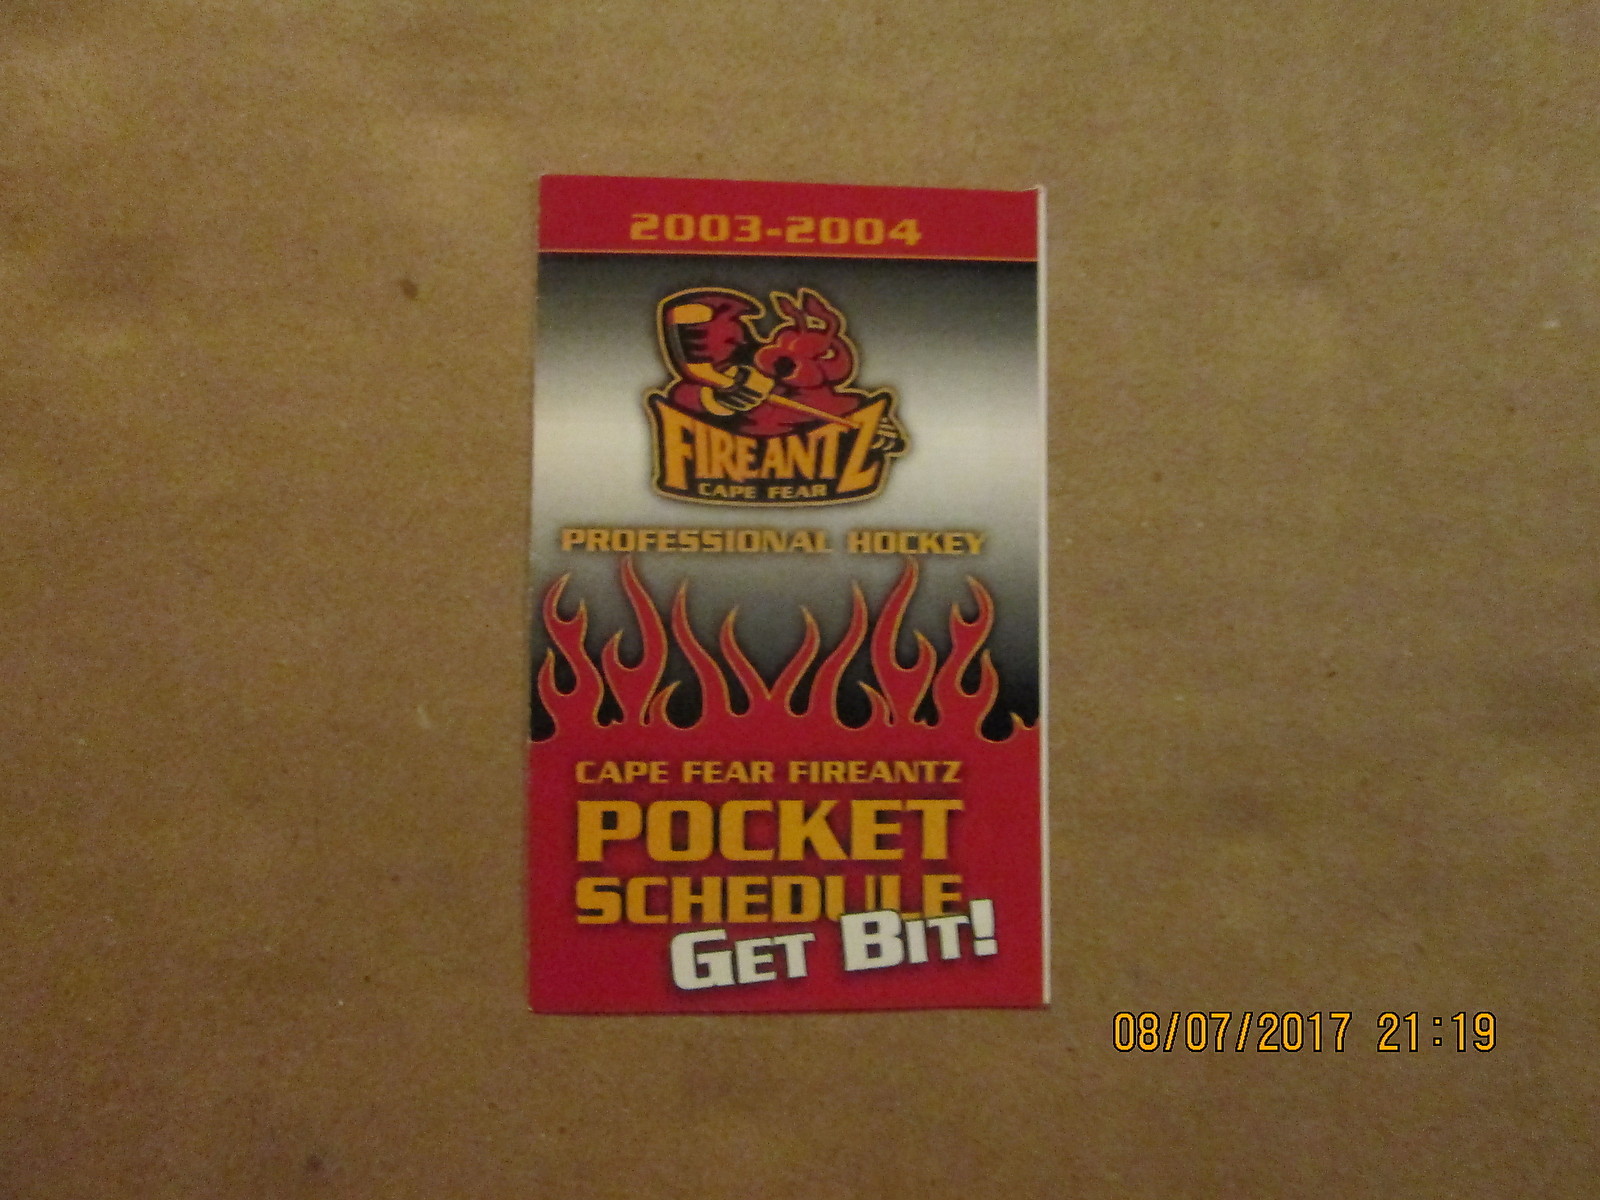 2003-2004
FIREANTZ
CAPE FEAR
PROFESSIONAL HOCKEY
CAPE FEAR FIREANTZ
POCKET
SCHEDULE
GET BIT!
08/07/2017 21:19